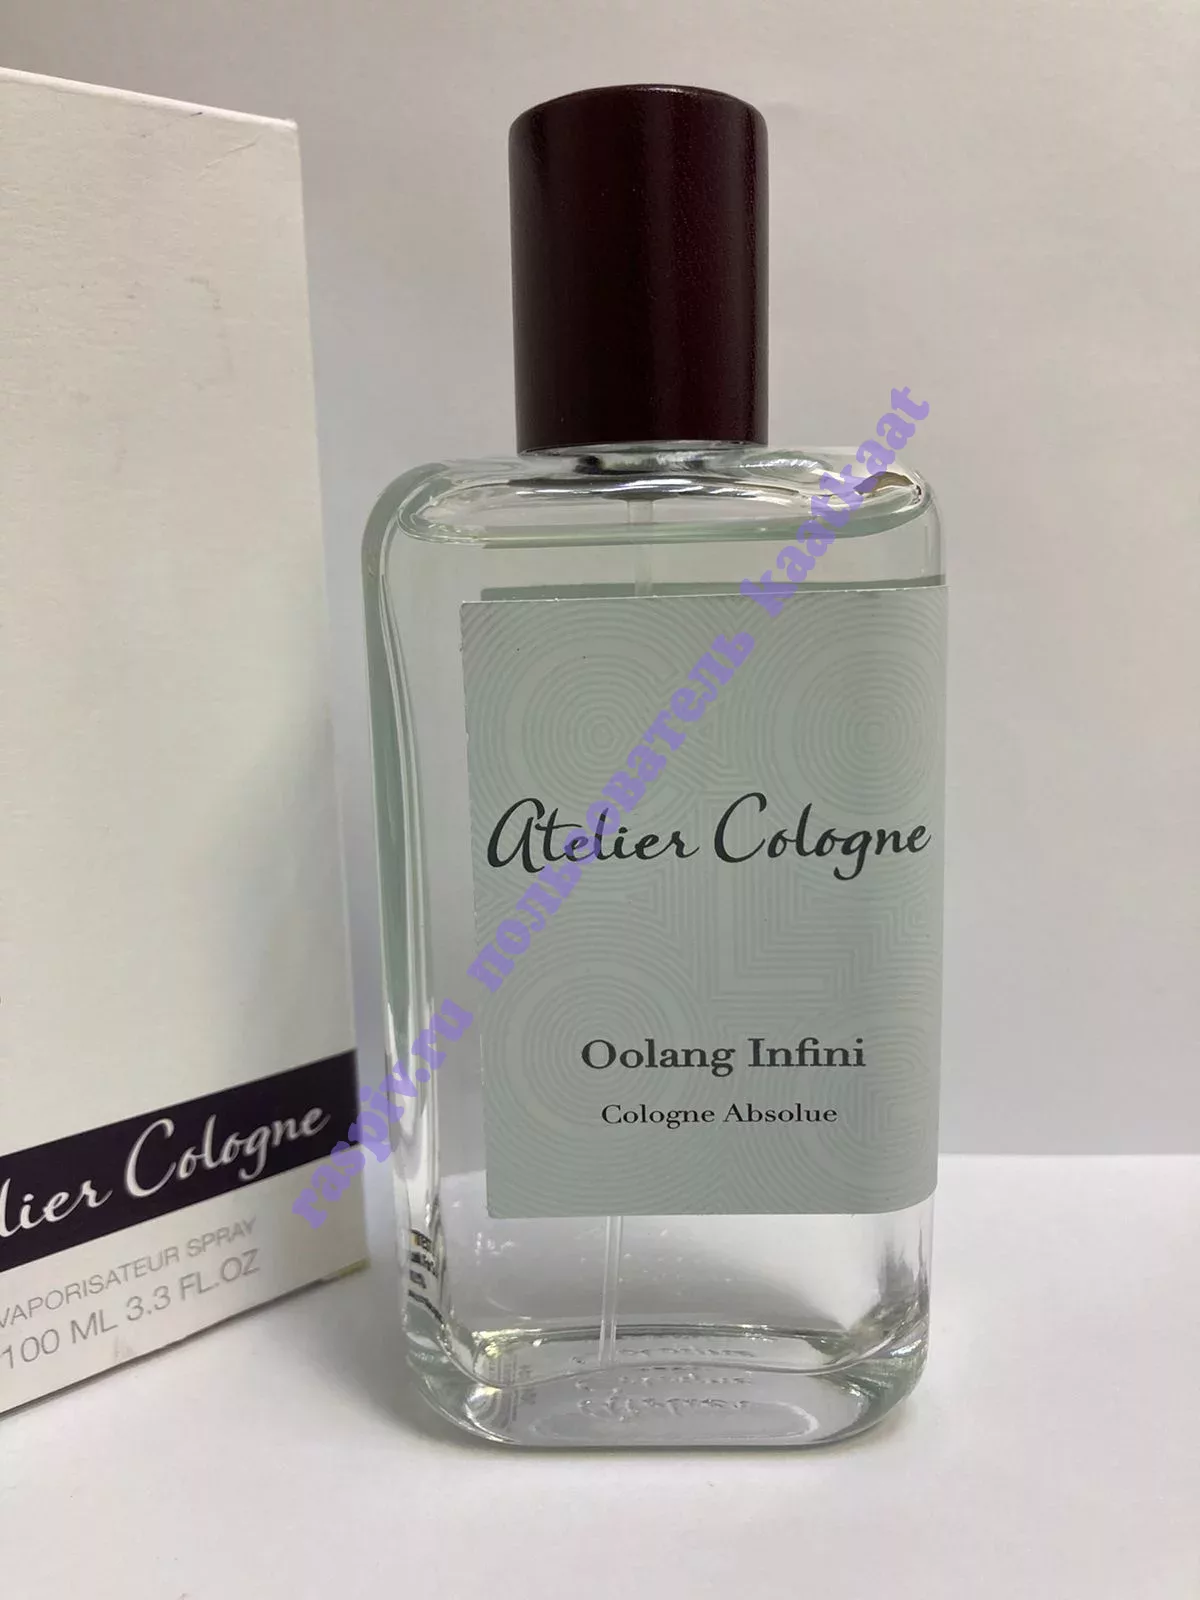 Atelier Cologne
Oolang Infini
Cologne Absolue
lier Cologne
VAPORISATEUR SPRAY
100 ML 3.3 FL.OZ
raspiv.ru пользователь kaatkaat